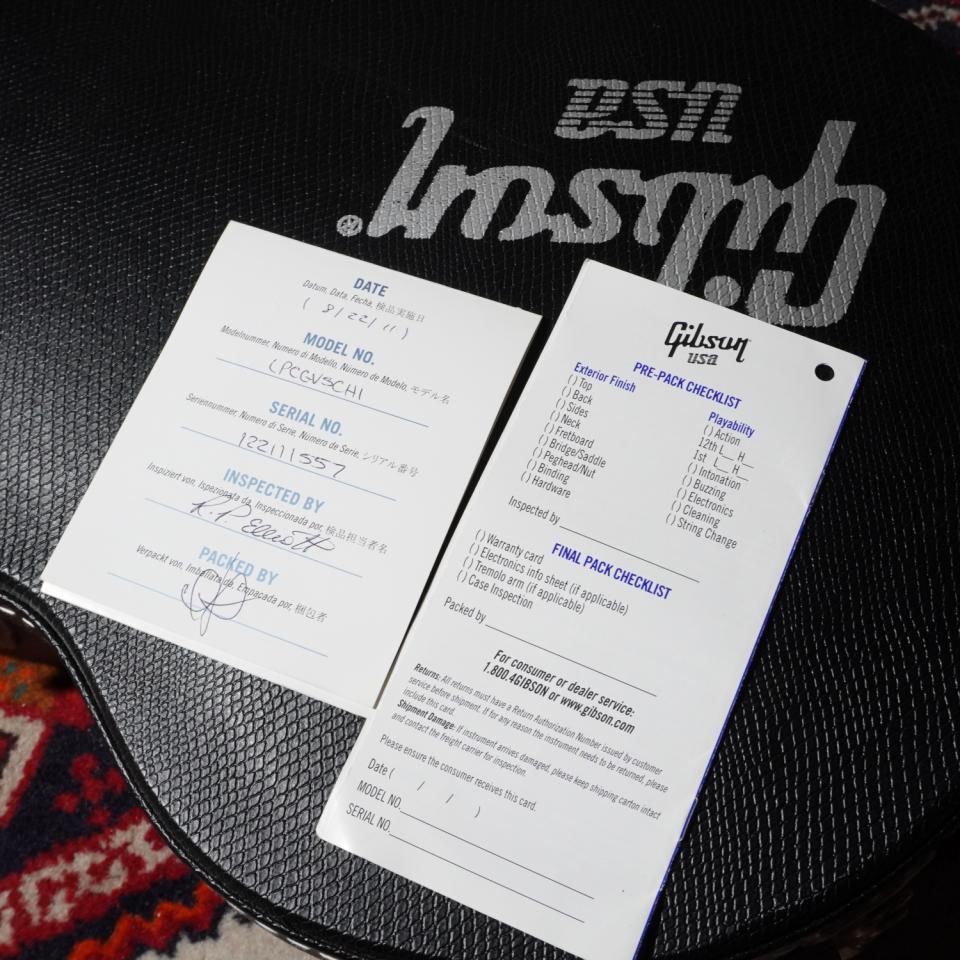 USA
Gibson
®
DATE
Datum, Data, Fecha, 検品実施日
( 8/22/11 )
MODEL NO.
Modelnummer, Numero di Modello, Número de Modelo, モデル名
LPCGVSCH1
SERIAL NO.
Seriennummer, Numero di Serie, Número de Serie, シリアル番号
122111557
INSPECTED BY
Inspiziert von, Ispezionata da, Inspeccionada por, 検品担当者名
R.P. Elliott
PACKED BY
Verpackt von, Imballata da, Empacada por, 梱包者
Gibson
USA
PRE-PACK CHECKLIST
Exterior Finish
( ) Top
( ) Back
( ) Sides
( ) Neck
( ) Fretboard
( ) Bridge/Saddle
( ) Peghead/Nut
( ) Binding
( ) Hardware
Playability
( ) Action
12th L__ H__
1st L__ H__
( ) Intonation
( ) Buzzing
( ) Electronics
( ) Cleaning
( ) String Change
Inspected by
FINAL PACK CHECKLIST
( ) Warranty card
( ) Electronics info sheet (if applicable)
( ) Tremolo arm (if applicable)
( ) Case Inspection
Packed by
For consumer or dealer service:
1.800.4GIBSON or www.gibson.com
Returns: All returns must have a Return Authorization Number issued by customer
service before shipment. If for any reason the instrument needs to be returned, please
include this card.
Shipment Damage: If instrument arrives damaged, please keep shipping carton intact
and contact the freight carrier for inspection.
Please ensure the consumer receives this card.
Date ( / / )
MODEL NO.
SERIAL NO.